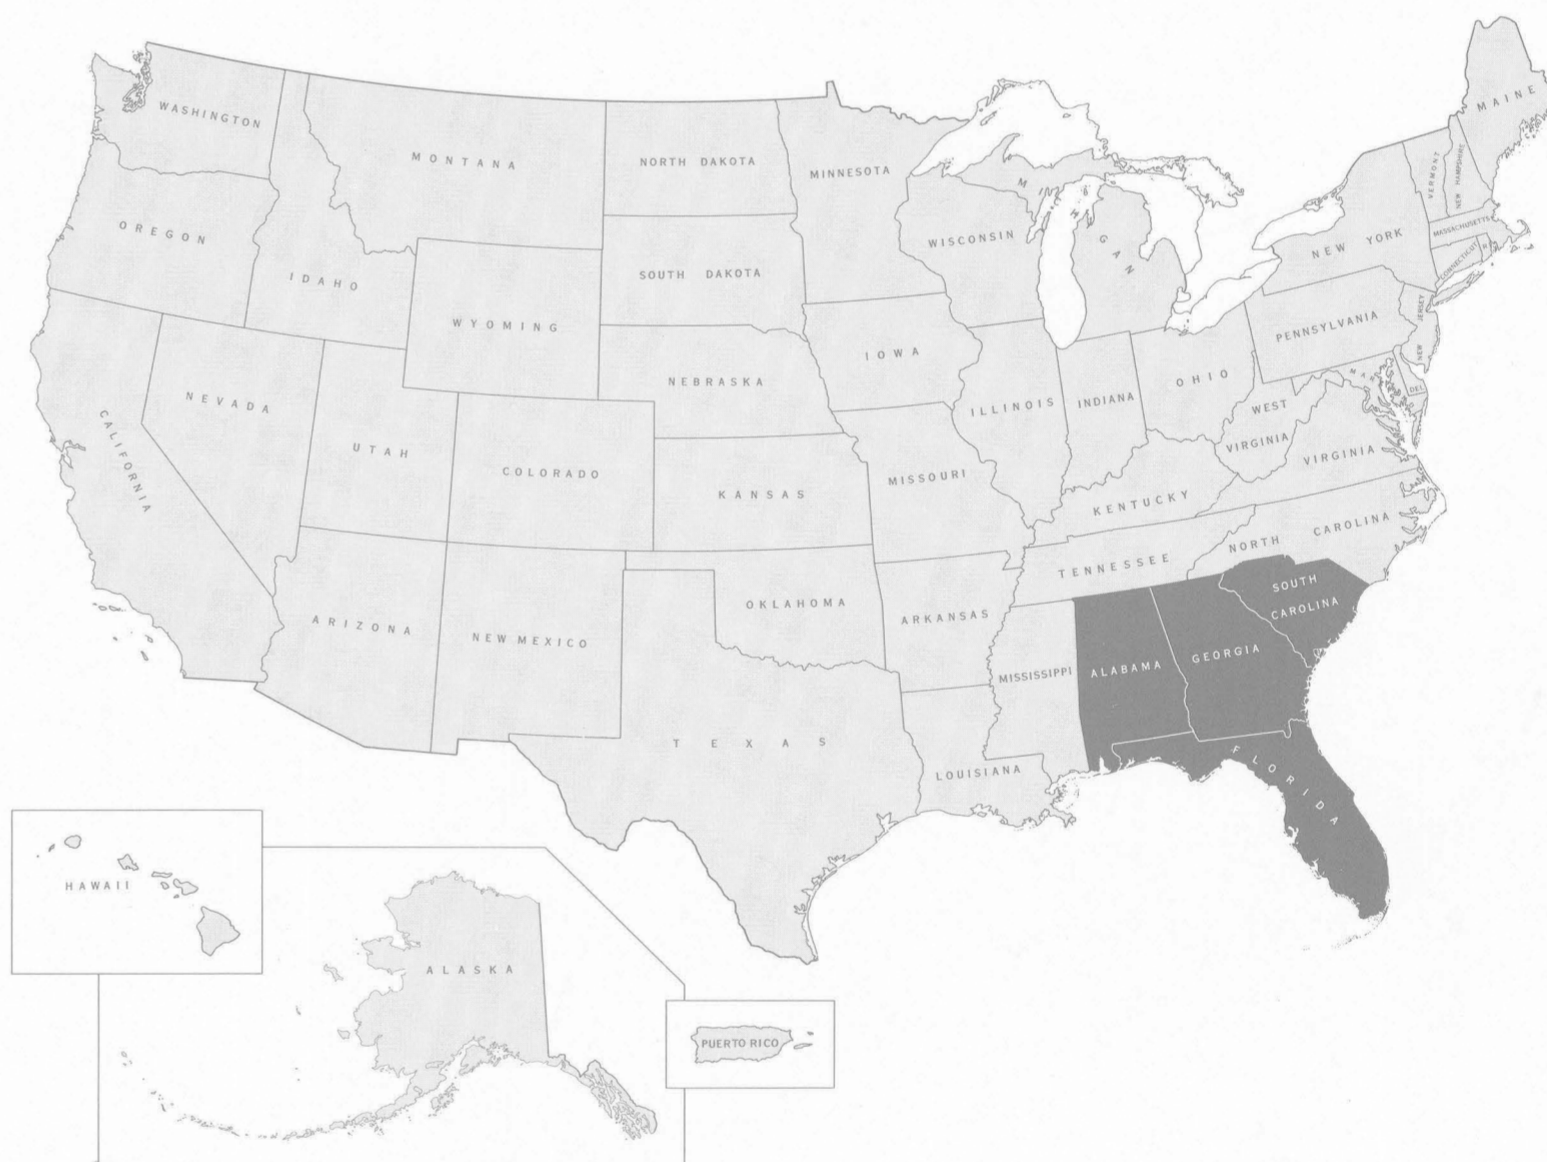 WASHINGTON
MONTANA
NORTH DAKOTA
MINNESOTA
MICHIGAN
MAINE
VERMONT
NEW HAMPSHIRE
MASSACHUSETTS
CONNECTICUT
OREGON
IDAHO
WYOMING
SOUTH DAKOTA
WISCONSIN
NEW YORK
NEBRASKA
IOWA
PENNSYLVANIA
NEW JERSEY
DEL
CALIFORNIA
NEVADA
UTAH
COLORADO
KANSAS
MISSOURI
ILLINOIS
INDIANA
OHIO
WEST
VIRGINIA
VIRGINIA
KENTUCKY
NORTH CAROLINA
TENNESSEE
ARIZONA
NEW MEXICO
OKLAHOMA
ARKANSAS
SOUTH
CAROLINA
MISSISSIPPI
ALABAMA
GEORGIA
TEXAS
LOUISIANA
FLORIDA
HAWAII
ALASKA
PUERTO RICO